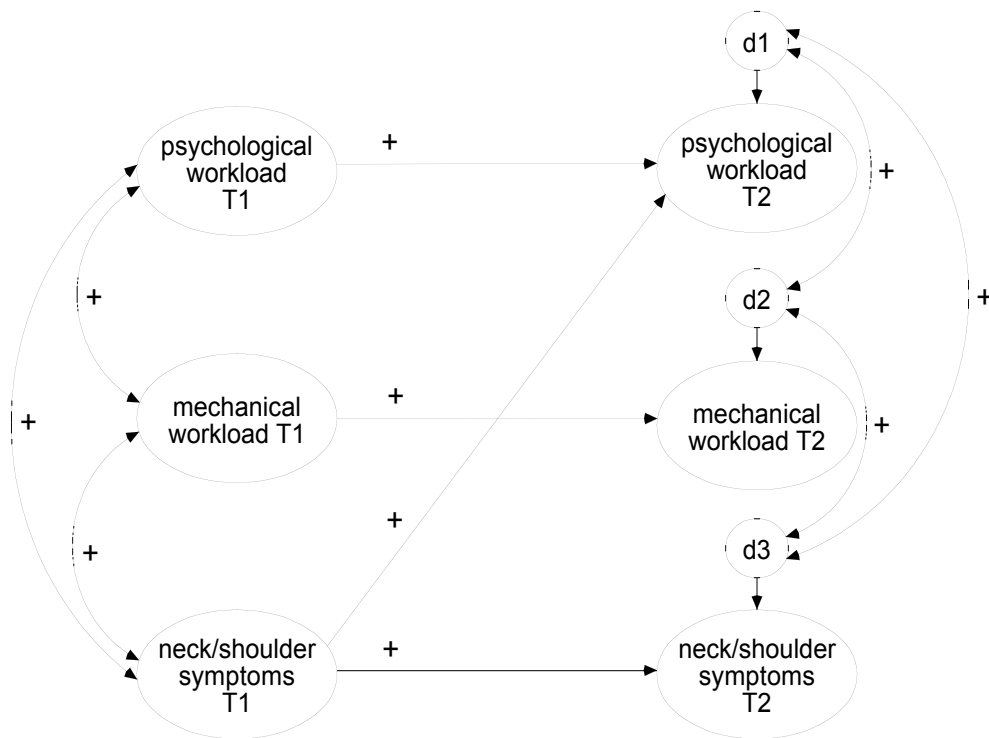 d1
+
psychological
workload
T1
psychological
workload
T2
+
+
+
d2
+
mechanical
workload T1
+
mechanical
workload T2
+
+
+
+
d3
neck/shoulder
symptoms
T1
+
neck/shoulder
symptoms
T2